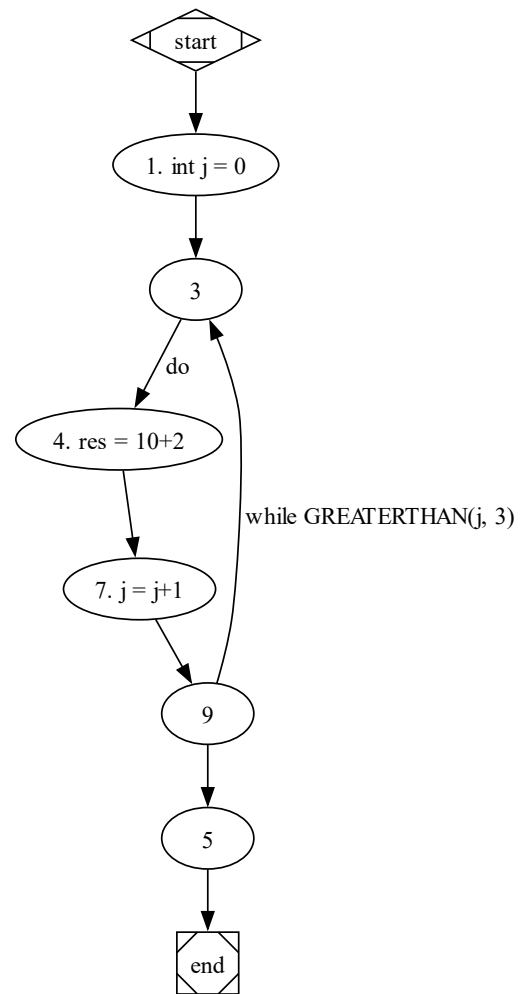 start
1. int j = 0
3
do
4. res = 10+2
while GREATERTHAN(j, 3)
7. j = j+1
9
5
end